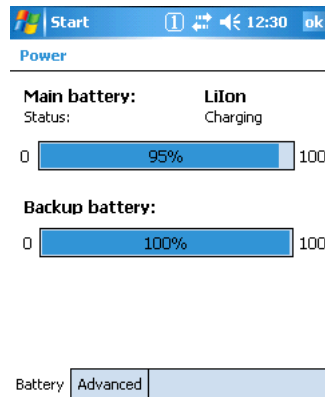 Start 1 12:30 ok
Power
Main battery: LiIon
Status: Charging
0 95% 100
Backup battery:
0 100% 100
Battery Advanced